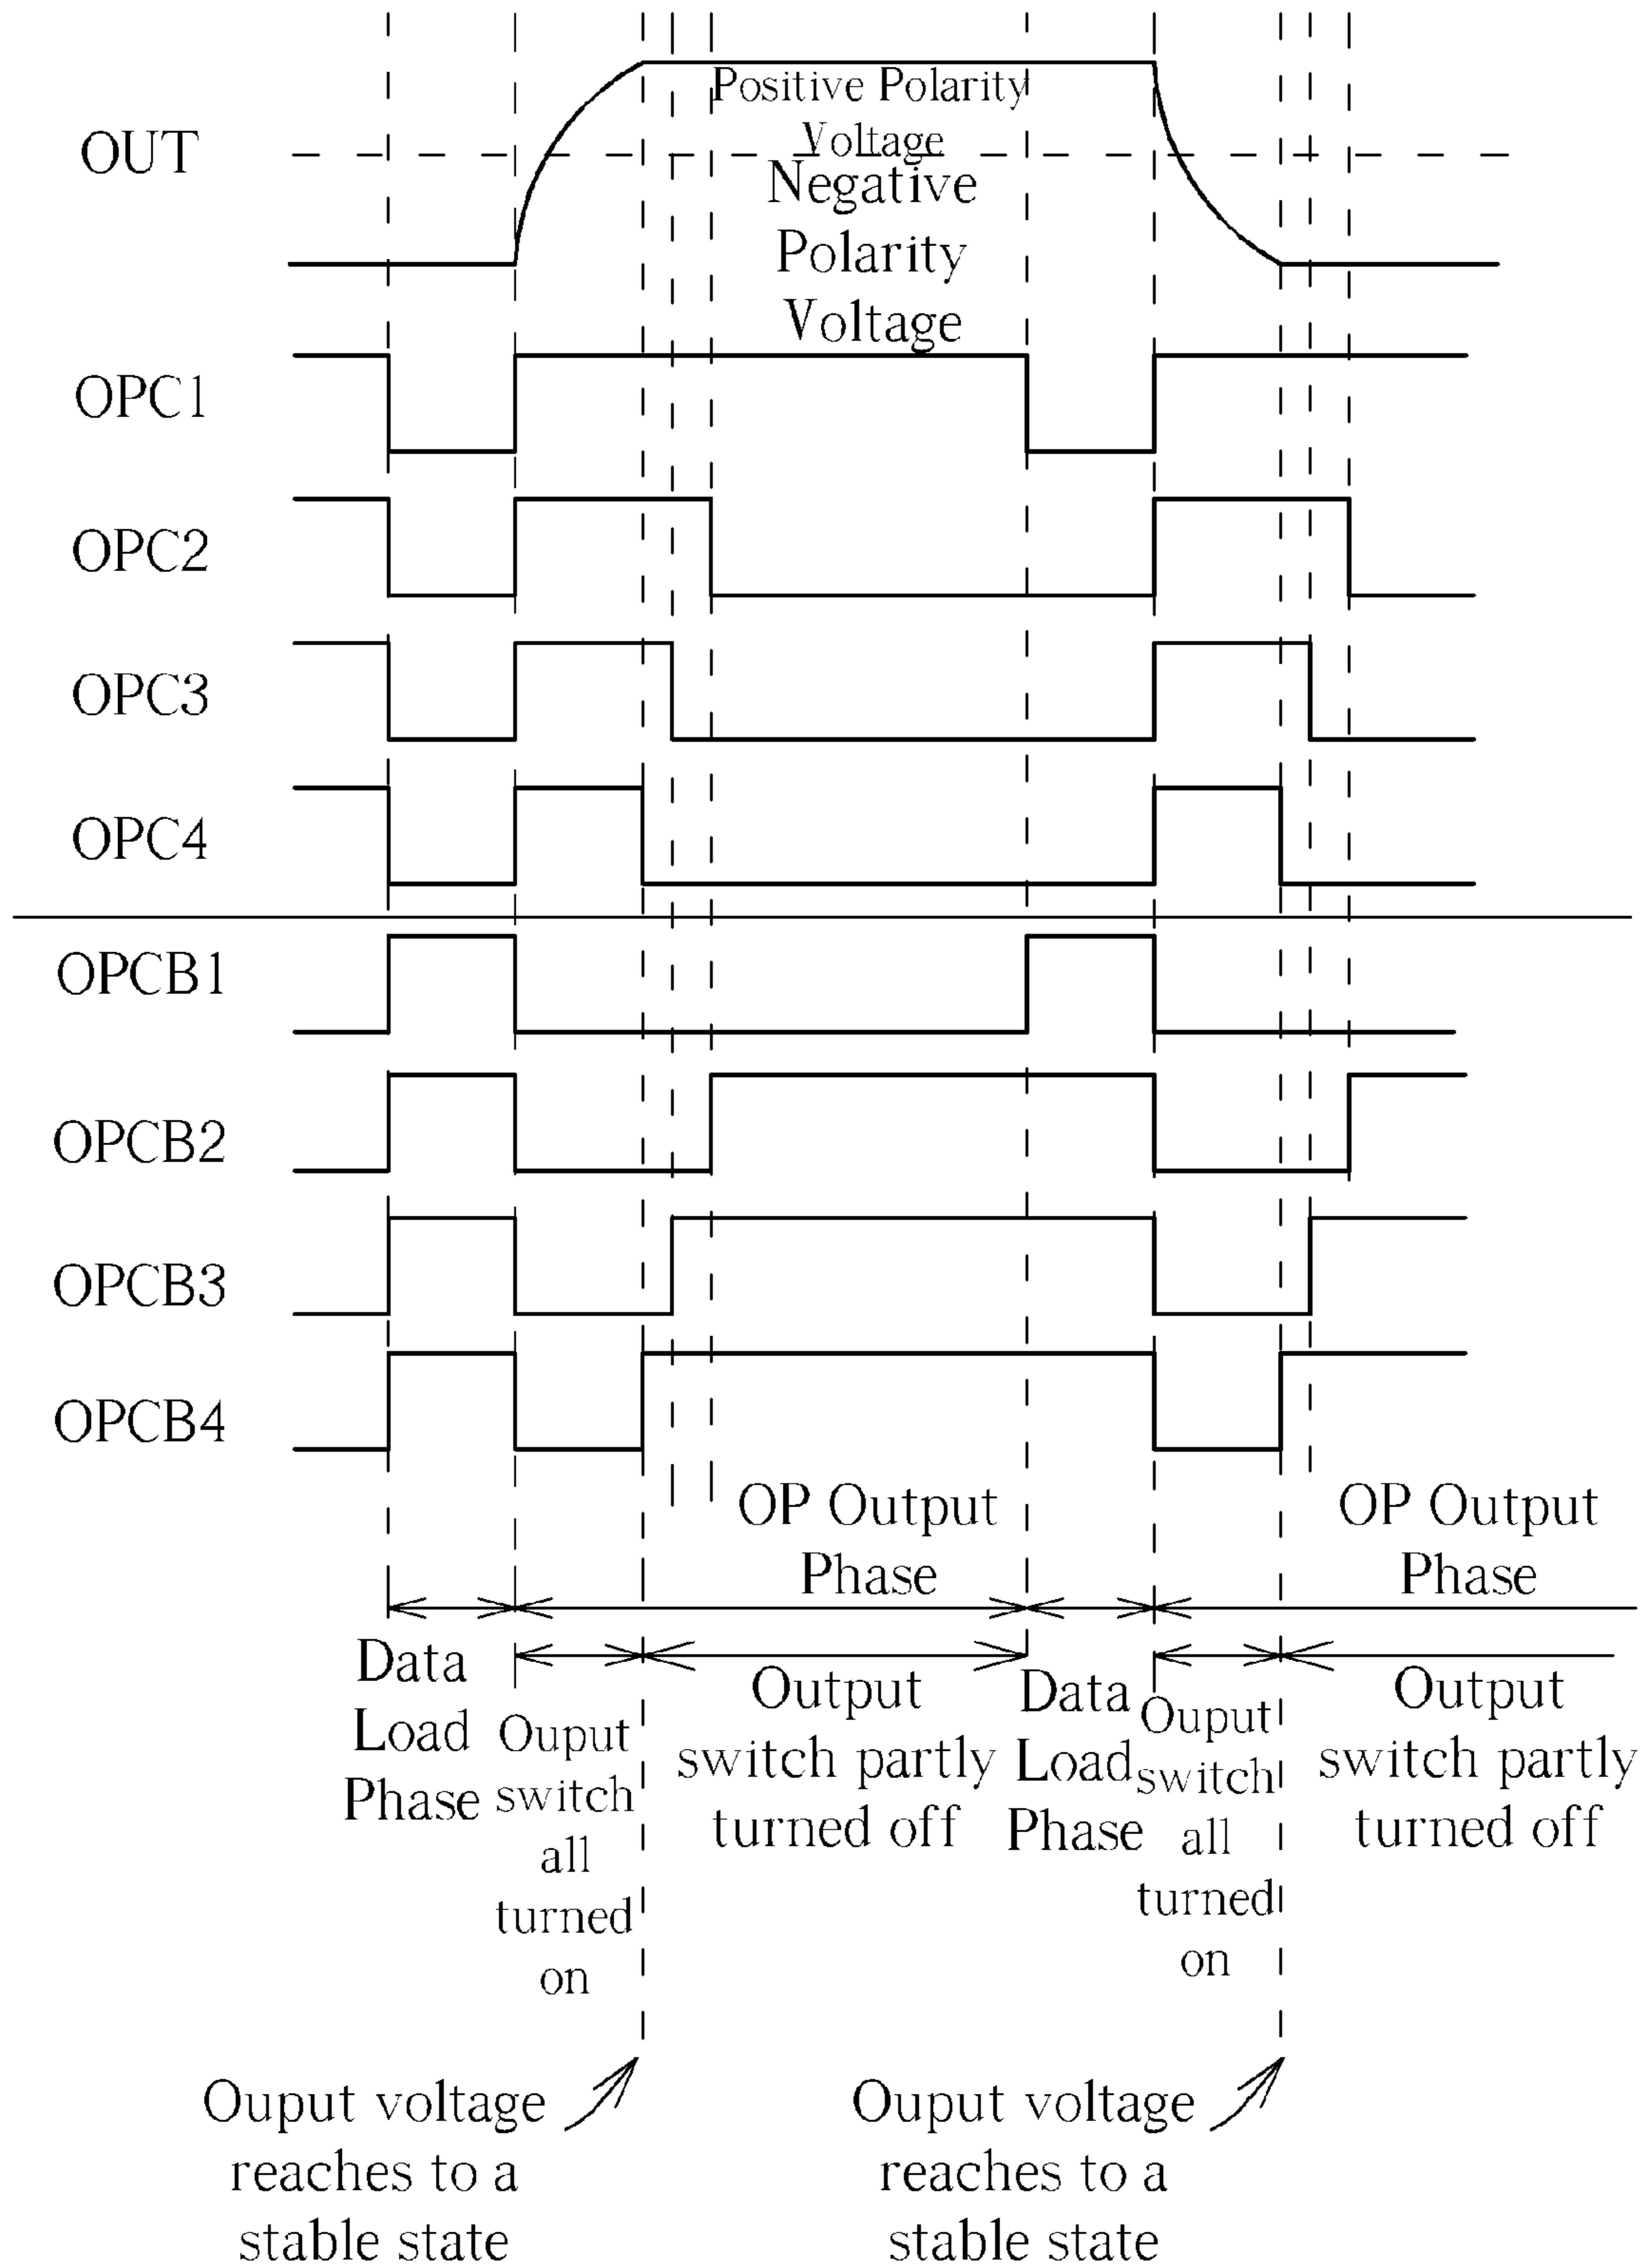 Positive Polarity
Voltage
OUT
Negative
Polarity
Voltage
OPC1
OPC2
OPC3
OPC4
OPCB1
OPCB2
OPCB3
OPCB4
OP Output
Phase
OP Output
Phase
Data
Load
Phase
Ouput
switch
all
turned
on
Output
switch partly
turned off
Data
Load
Phase
Ouput
switch
all
turned
on
Output
switch partly
turned off
Ouput voltage
reaches to a
stable state
Ouput voltage
reaches to a
stable state